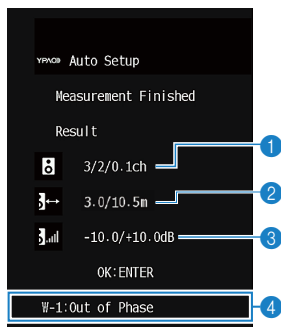 YPAO Auto Setup
Measurement Finished
Result
3/2/0.1ch
1
3.0/10.5m
2
-10.0/+10.0dB
3
OK:ENTER
W-1:Out of Phase
4